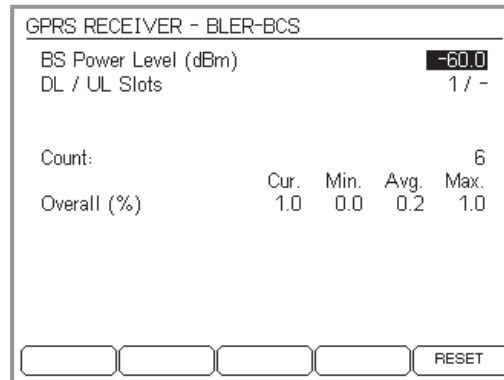 GPRS RECEIVER - BLER-BCS
BS Power Level (dBm) -60.0
DL / UL Slots 1 / -
Count: 6
Cur. Min. Avg. Max.
Overall (%) 1.0 0.0 0.2 1.0
RESET